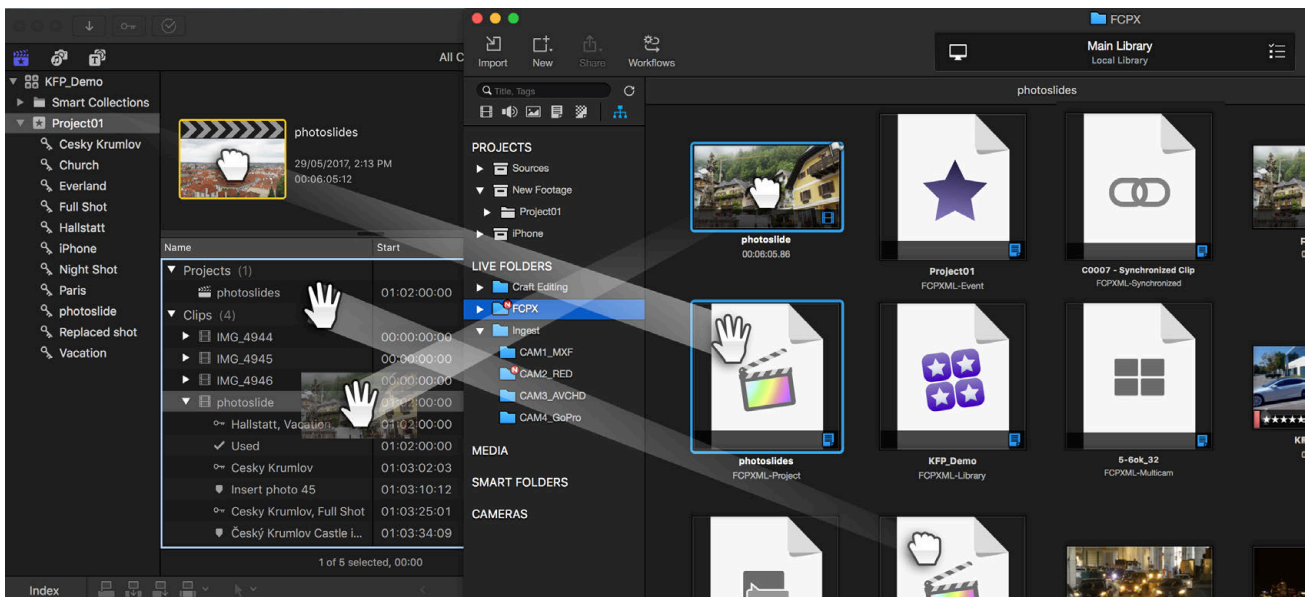 All C
KFP_Demo
Smart Collections
Project01
Cesky Krumlov
Church
Everland
Full Shot
Hallstatt
iPhone
Night Shot
Paris
photoslide
Replaced shot
Vacation
photoslides
29/05/2017, 2:13 PM
00:06:05:12
Name Start
Projects (1)
photoslides 01:02:00:00
Clips (4)
IMG_4944 00:00:00:00
IMG_4945 00:00:00:00
IMG_4946 00:00:00:00
photoslide 01:02:00:00
Hallstatt, Vacation 01:02:00:00
Used 01:02:00:00
Cesky Krumlov 01:03:02:03
Insert photo 45 01:03:10:12
Cesky Krumlov, Full Shot 01:03:25:01
Český Krumlov Castle i... 01:03:34:09
1 of 5 selected, 00:00
Index
FCPX
Import New Share Workflows
Main Library
Local Library
Title, Tags
PROJECTS
Sources
New Footage
Project01
iPhone
LIVE FOLDERS
Craft Editing
FCPX
Ingest
CAM1_MXF
CAM2_RED
CAM3_AVCHD
CAM4_GoPro
MEDIA
SMART FOLDERS
CAMERAS
photoslides
photoslide
00:06:05.86
Project01
FCPXML-Event
C0007 - Synchronized Clip
FCPXML-Synchronized
photoslides
FCPXML-Project
KFP_Demo
FCPXML-Library
5-6ok_32
FCPXML-Multicam